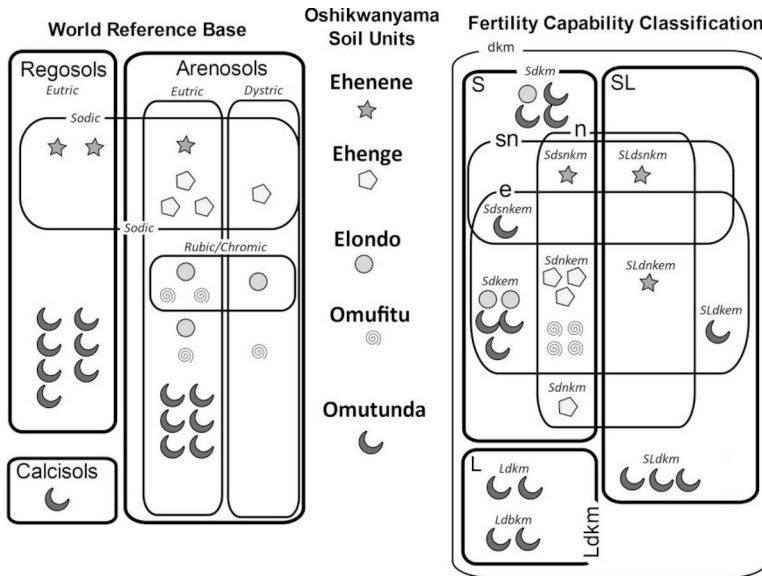 World Reference Base
Regosols
Eutric
Arenosols
Eutric
Dystric
Sodic
Sodic
Rubic/Chromic
Calcisols
Oshikwanyama
Soil Units
Ehenene
Ehenge
Elondo
Omufitu
Omutunda
Fertility Capability Classification
dkm
S
Sdkm
SL
n
sn
Sdsnkm
SLdsnkm
e
Sdsnkem
Sdkem
Sdnkem
SLdnkem
SLdkem
Sdnkm
L
Ldkm
Ldbkm
Ldkm
SLdkm